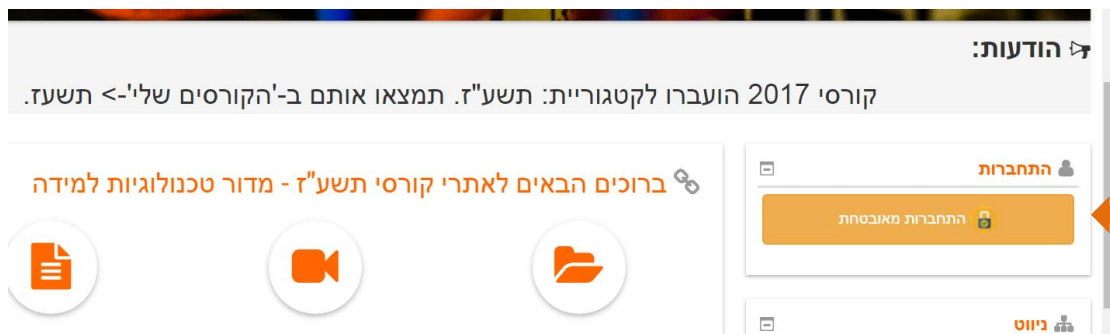 הודעות:
קורסי 2017 הועברו לקטגוריית: תשע"ז. תמצאו אותם ב-'הקורסים שלי'-> תשעז.
התחברות
התחברות מאובטחת
ניווט
ברוכים הבאים לאתרי קורסי תשע"ז - מדור טכנולוגיות למידה